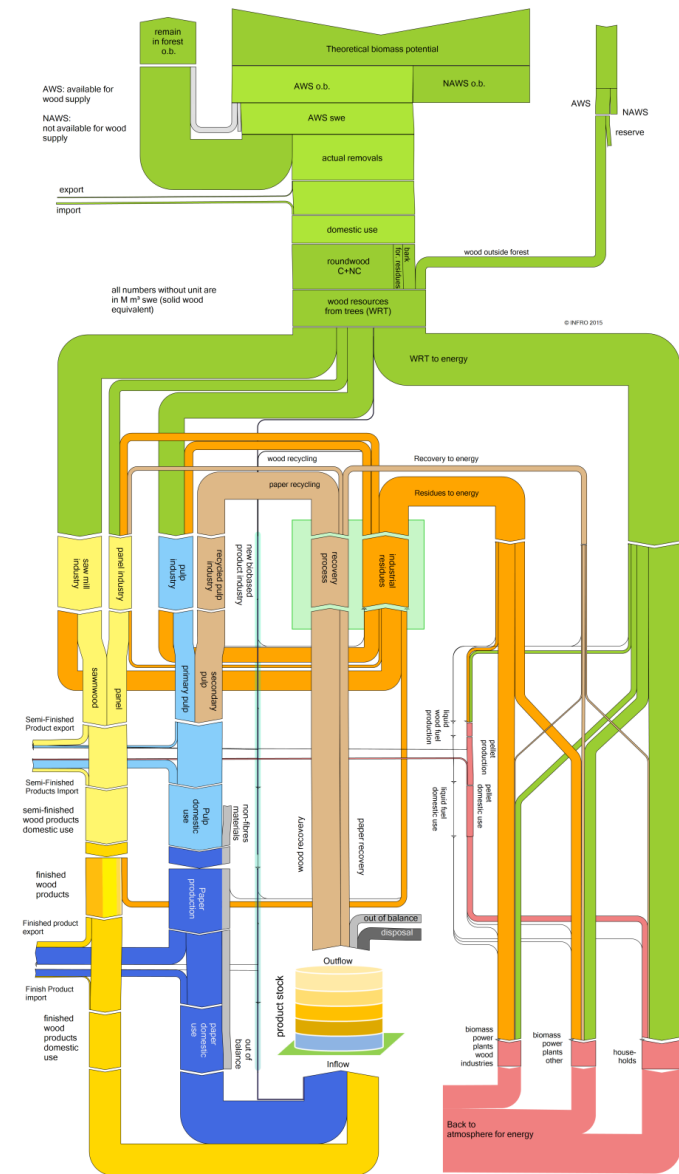 remain
in forest
o.b.
Theoretical biomass potential
AWS o.b.
NAWS o.b.
AWS: available for
wood supply
NAWS:
not available for wood
supply
AWS
NAWS
reserve
AWS swe
actual removals
export
import
domestic use
roundwood
C+NC
bark
for. residues
wood outside forest
all numbers without unit are
in M m³ swe (solid wood
equivalent)
wood resources
from trees (WRT)
© INFRO 2015
WRT to energy
wood recycling
Recovery to energy
paper recycling
Residues to energy
saw mill
industry
panel industry
pulp
industry
recycled pulp
industry
new biobased
product industry
recovery
process
industrial
residues
sawnwood
panel
primary pulp
secondary
pulp
liquid
wood fuel
production
pellet
production
Semi-Finished
Product export
Semi-Finished
Products Import
semi-finished
wood products
domestic use
Pulp
domestic
use
non-fibres
materials
liquid fuel
domestic use
pellet
domestic use
wood recovery
paper recovery
finished
wood
products
Paper
production
Finished product
export
out of balance
disposal
Outflow
Finish Product
import
product stock
finished
wood
products
domestic
use
paper
domestic
use
out of
balance
Inflow
biomass
power
plants
wood
industries
biomass
power
plants
other
house-
holds
Back to
atmosphere for energy